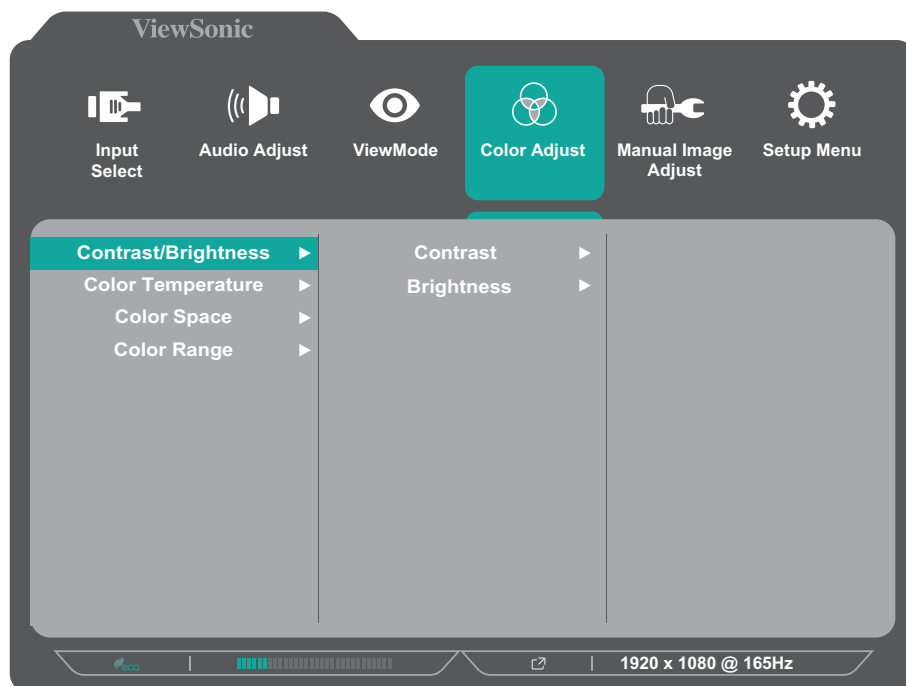 ViewSonic
Input
Select
Audio Adjust
ViewMode
Color Adjust
Manual Image
Adjust
Setup Menu
Contrast/Brightness
Color Temperature
Color Space
Color Range
Contrast
Brightness
eco
1920 x 1080 @ 165Hz